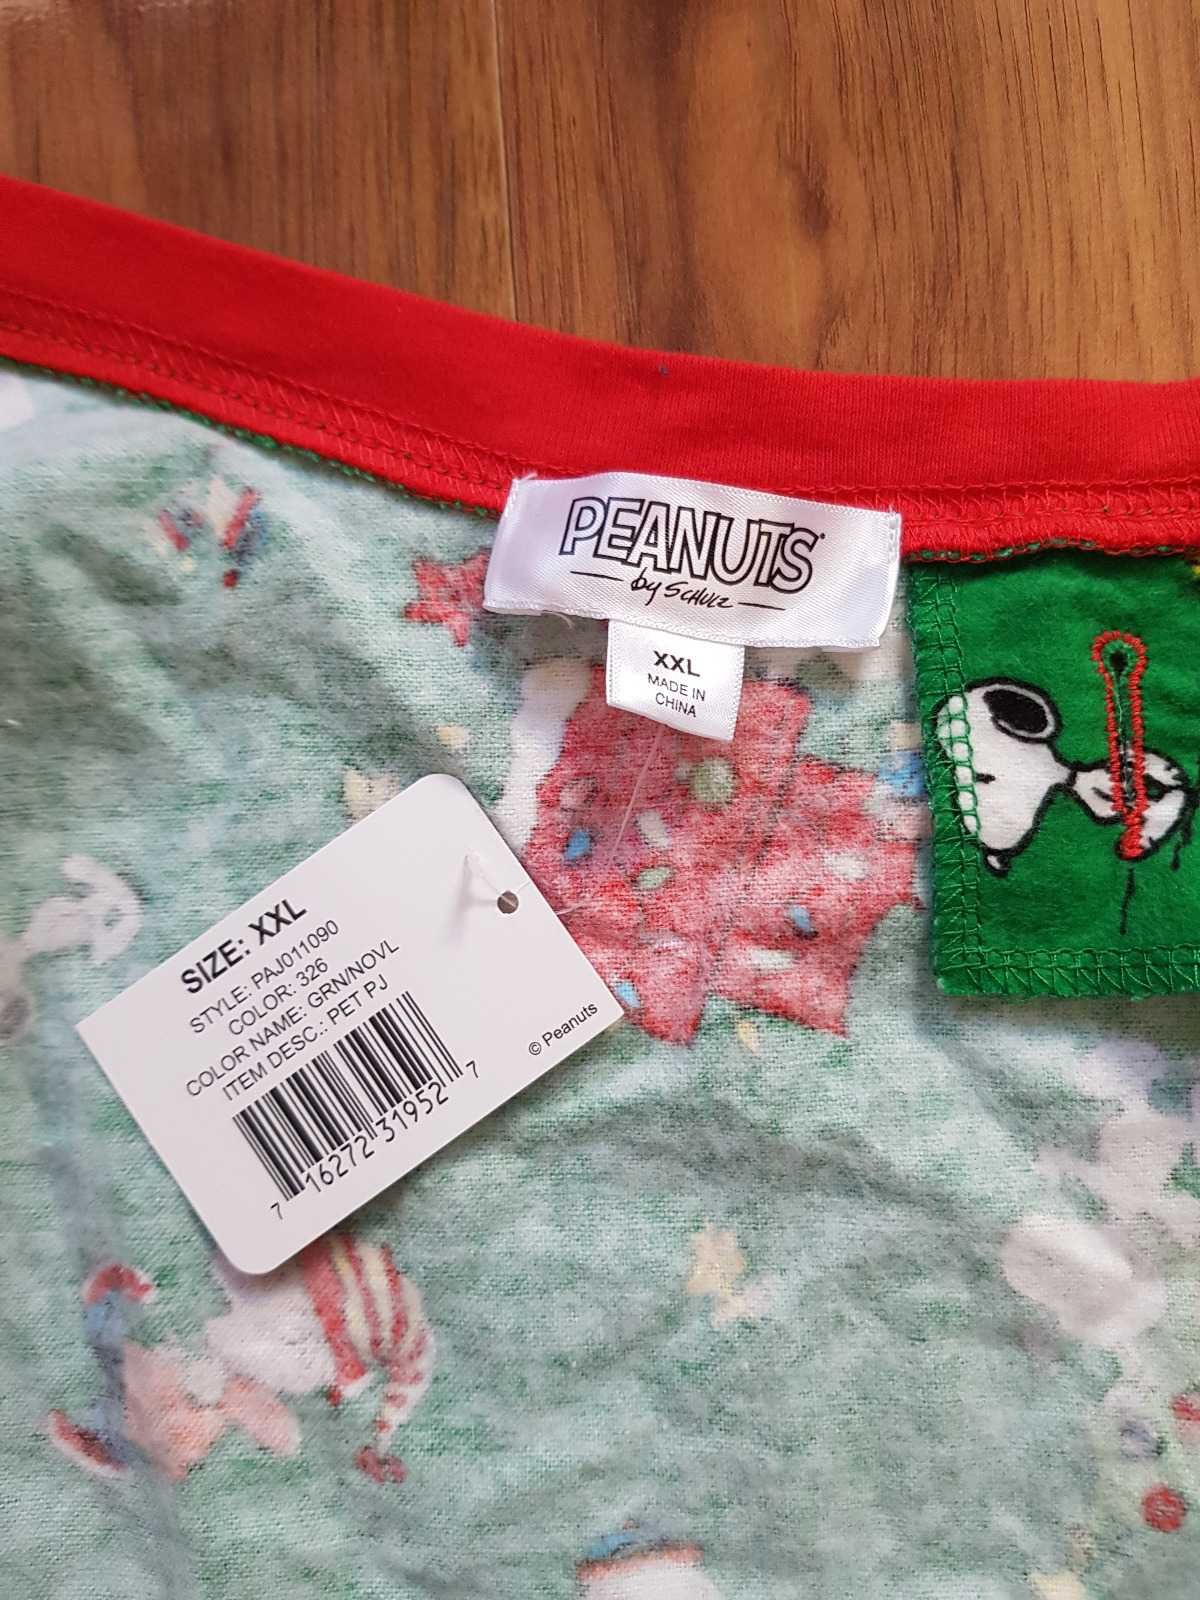 PEANUTS
by SCHULZ
XXL
MADE IN
CHINA
SIZE: XXL
STYLE: PAJ011090
COLOR: 326
COLOR NAME: GRN/NOVL
ITEM DESC.: PET PJ
7 16272 31952 7
© Peanuts